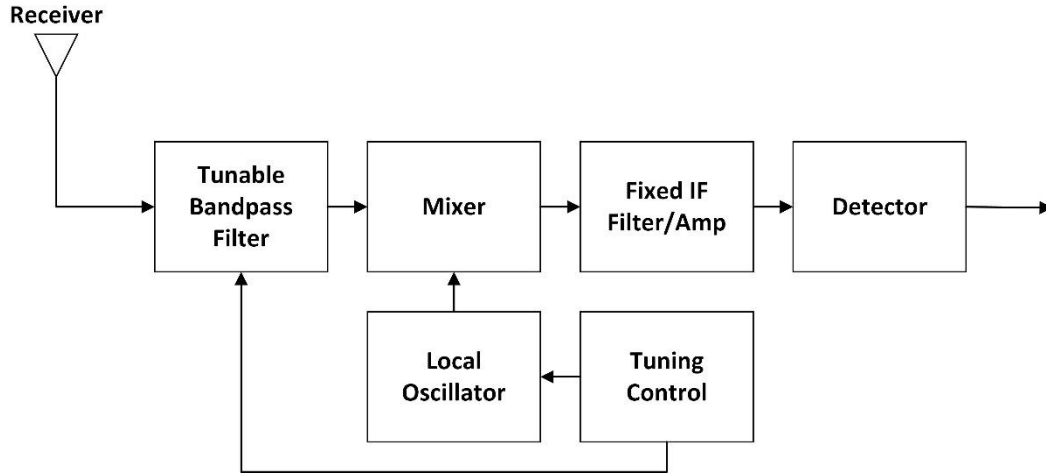 Receiver
Tunable
Bandpass
Filter
Mixer
Fixed IF
Filter/Amp
Detector
Local
Oscillator
Tuning
Control